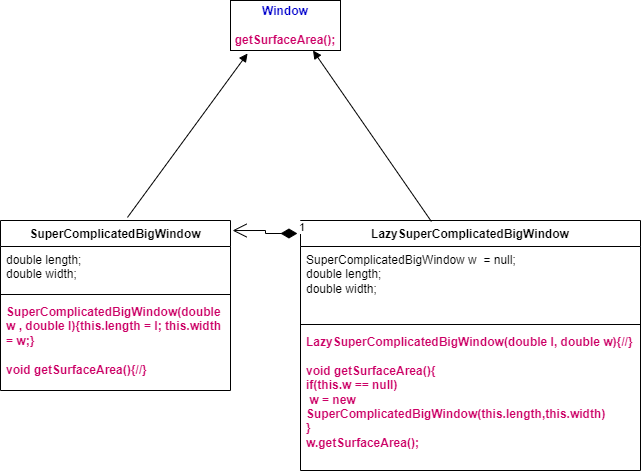 Window
getSurfaceArea();
SuperComplicatedBigWindow
double length;
double width;
SuperComplicatedBigWindow(double
w , double l){this.length = l; this.width
= w;}
void getSurfaceArea(){//}
1
LazySuperComplicatedBigWindow
SuperComplicatedBigWindow w = null;
double length;
double width;
LazySuperComplicatedBigWindow(double l, double w){//}
void getSurfaceArea(){
if(this.w == null)
w = new
SuperComplicatedBigWindow(this.length,this.width)
}
w.getSurfaceArea();